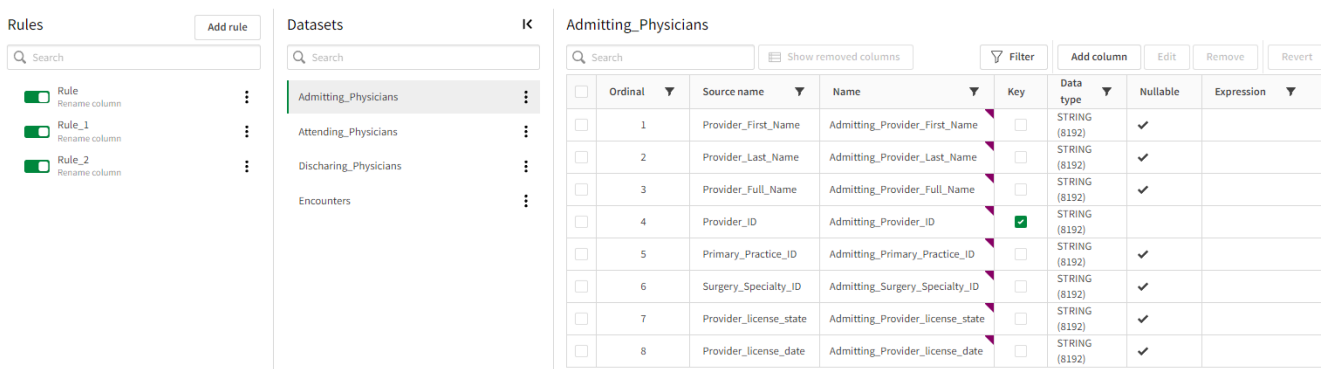 Rules
Add rule
Search
Rule
Rename column
Rule_1
Rename column
Rule_2
Rename column
Datasets
Search
Admitting_Physicians
Attending_Physicians
Discharing_Physicians
Encounters
Admitting_Physicians
Search Show removed columns Filter Add column Edit Remove Revert
Ordinal Source name Name Key Data type Nullable Expression
1 Provider_First_Name Admitting_Provider_First_Name STRING (8192)
2 Provider_Last_Name Admitting_Provider_Last_Name STRING (8192)
3 Provider_Full_Name Admitting_Provider_Full_Name STRING (8192)
4 Provider_ID Admitting_Provider_ID STRING (8192)
5 Primary_Practice_ID Admitting_Primary_Practice_ID STRING (8192)
6 Surgery_Specialty_ID Admitting_Surgery_Specialty_ID STRING (8192)
7 Provider_license_state Admitting_Provider_license_state STRING (8192)
8 Provider_license_date Admitting_Provider_license_date STRING (8192)